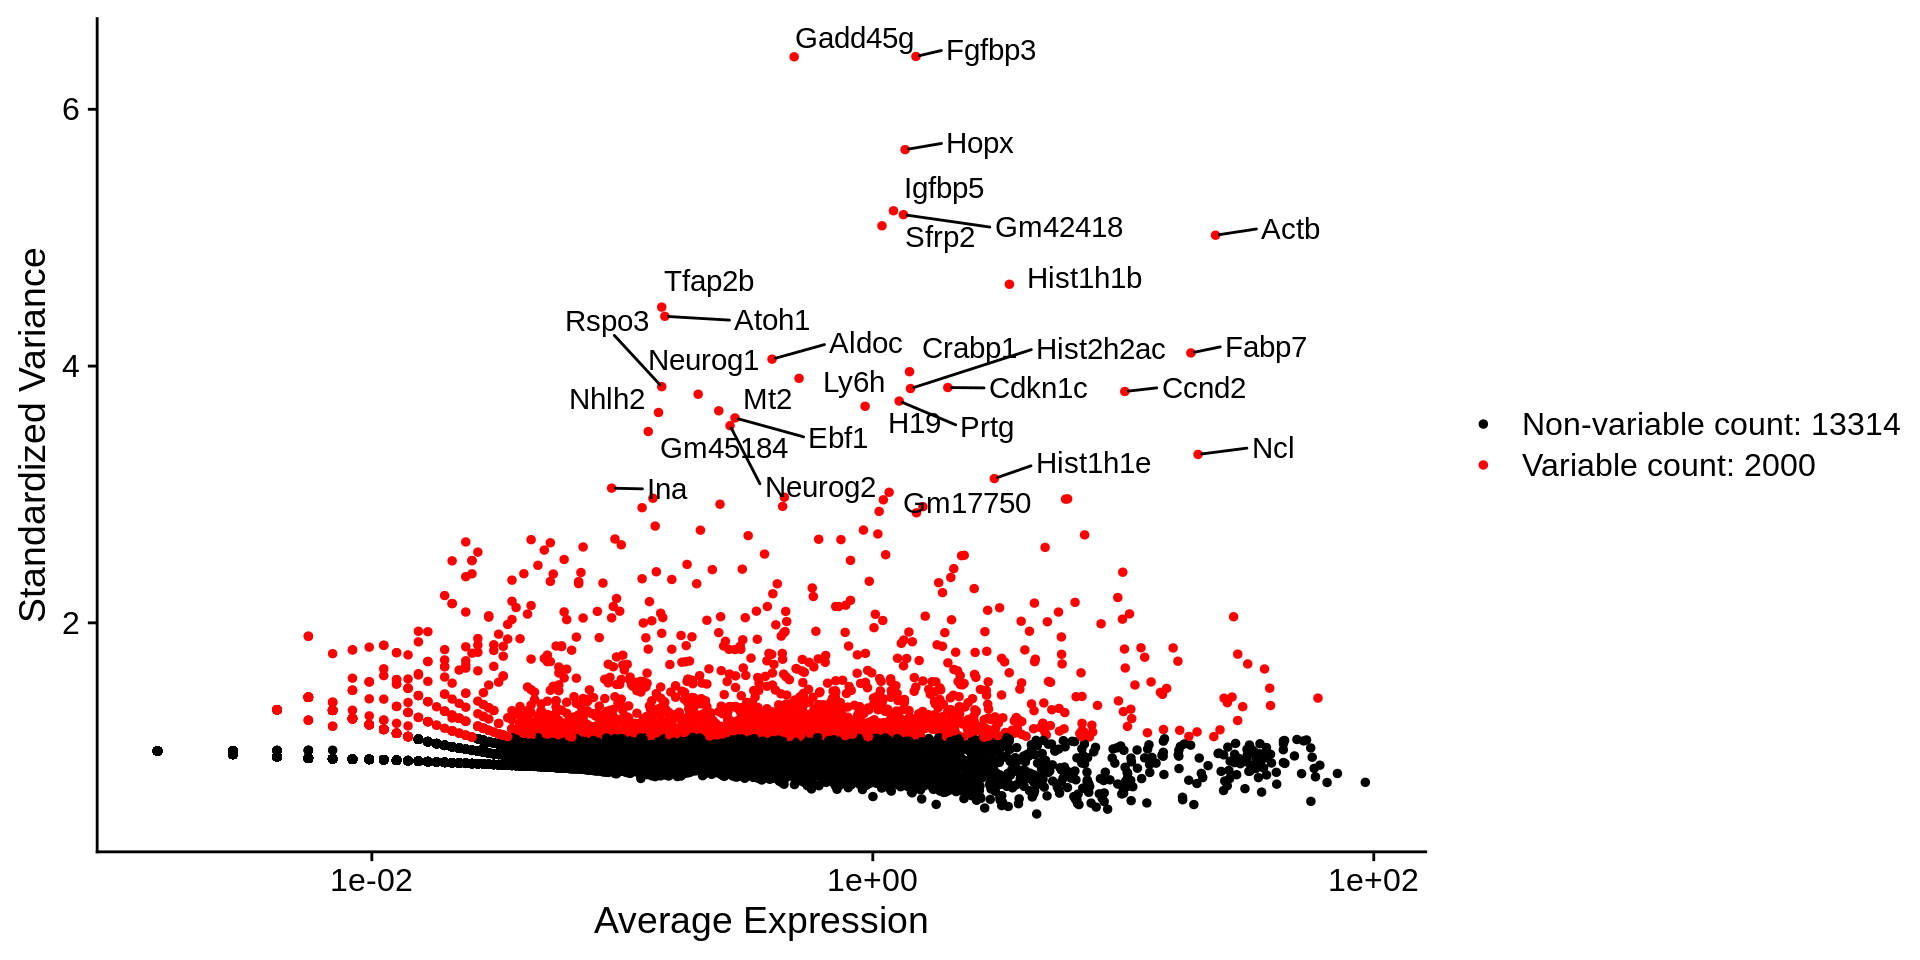 Gadd45g
Fgfbp3
6
Hopx
Igfbp5
Gm42418
Actb
Sfrp2
Hist1h1b
Tfap2b
Rspo3
Atoh1
Aldoc
Crabp1
Hist2h2ac
Fabp7
Neurog1
4
Ly6h
Cdkn1c
Ccnd2
Nhlh2
Mt2
H19
Prtg
Ebf1
Gm45184
Ncl
Hist1h1e
Ina
Neurog2
Gm17750
2
Standardized Variance
1e-02
1e+00
1e+02
Average Expression
Non-variable count: 13314
Variable count: 2000